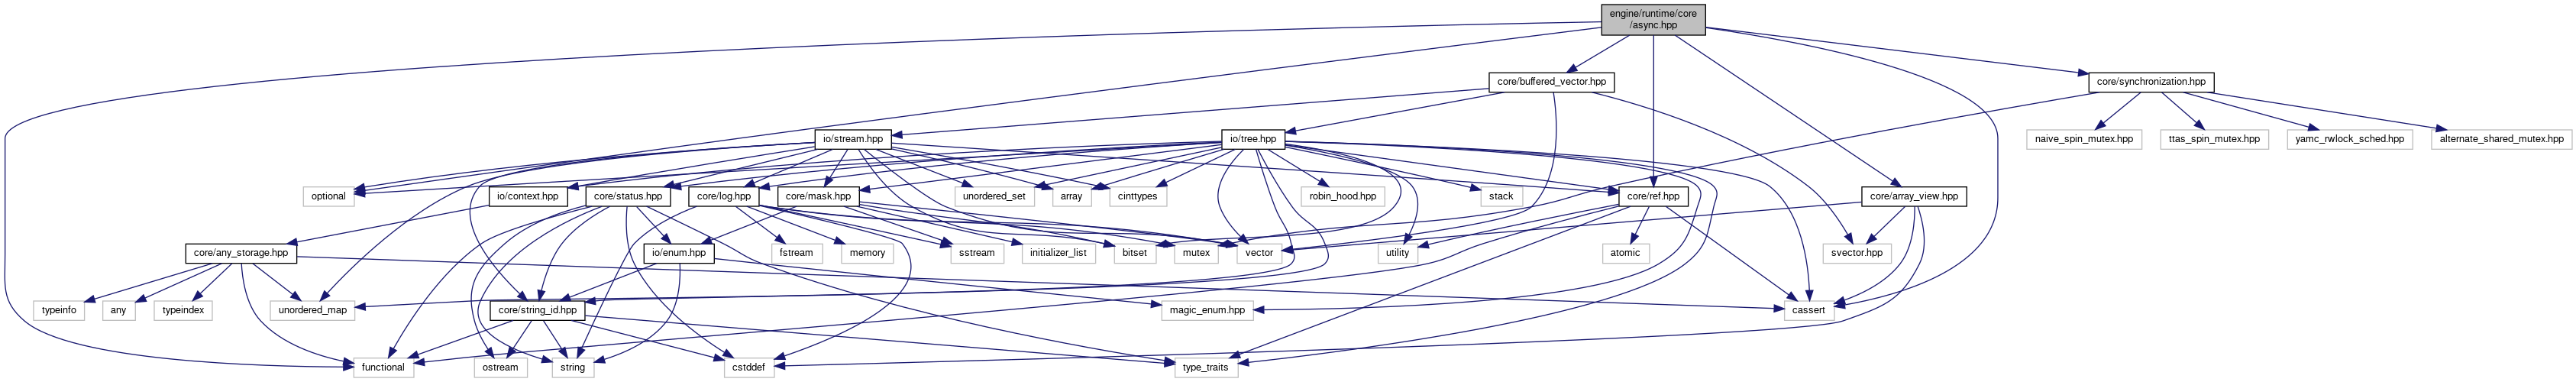 engine/runtime/core
/async.hpp
core/buffered_vector.hpp
core/synchronization.hpp
io/stream.hpp
io/tree.hpp
naive_spin_mutex.hpp
ttas_spin_mutex.hpp
yamc_rwlock_sched.hpp
alternate_shared_mutex.hpp
optional
io/context.hpp
core/status.hpp
core/log.hpp
core/mask.hpp
unordered_set
array
cinttypes
robin_hood.hpp
stack
core/ref.hpp
core/array_view.hpp
core/any_storage.hpp
io/enum.hpp
fstream
memory
sstream
initializer_list
bitset
mutex
vector
utility
atomic
svector.hpp
typeinfo
any
typeindex
unordered_map
core/string_id.hpp
magic_enum.hpp
cassert
functional
ostream
string
cstddef
type_traits